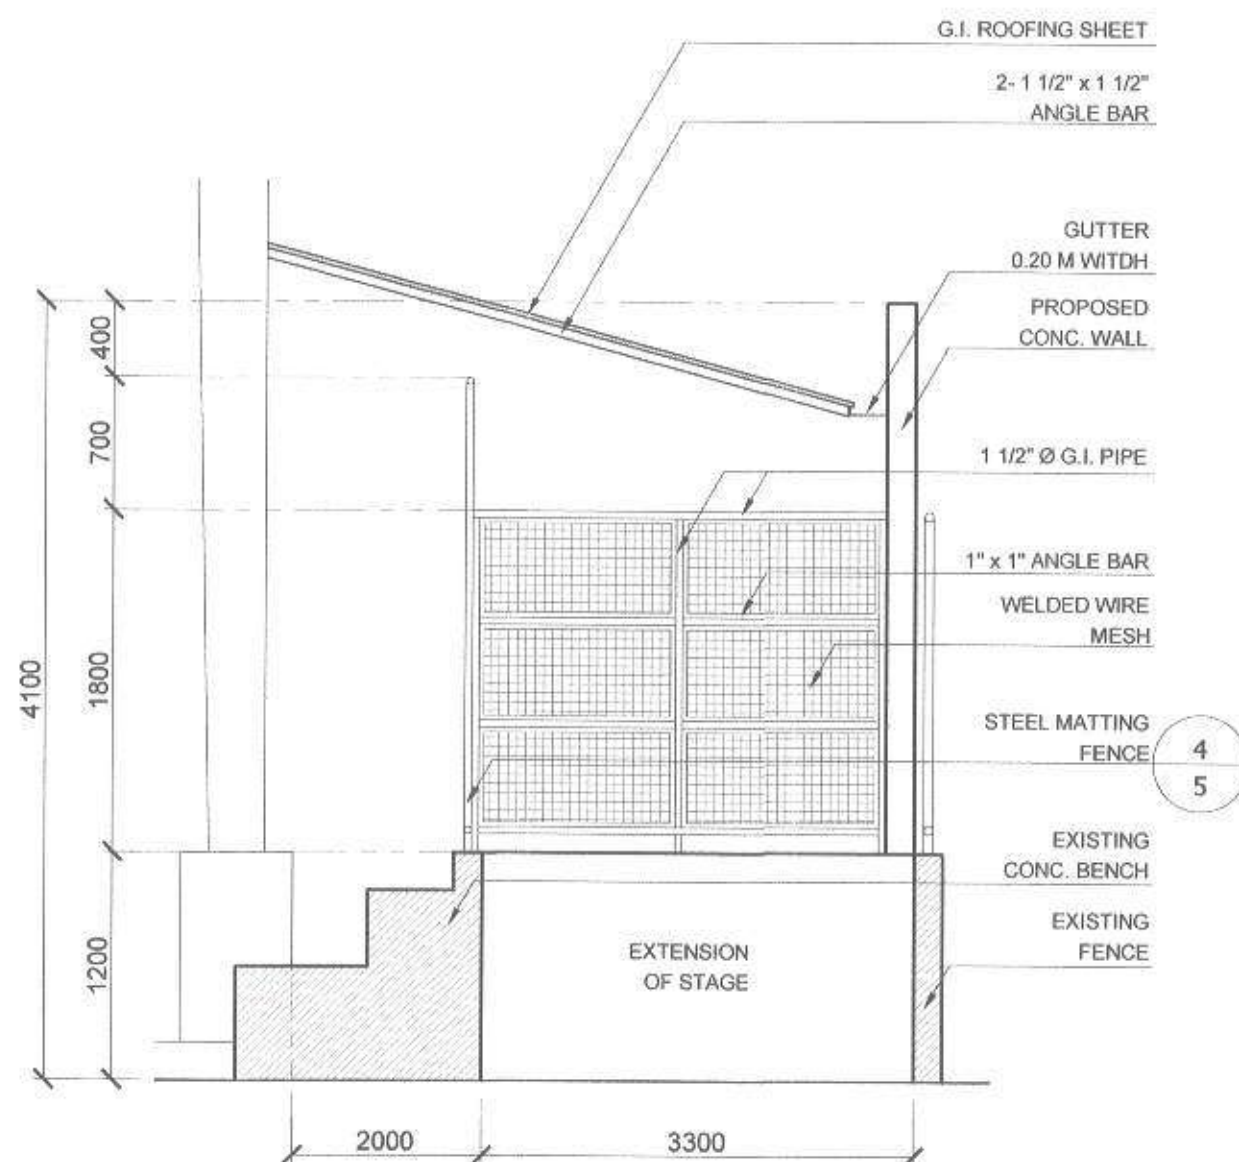 G.I. ROOFING SHEET
2- 1 1/2" x 1 1/2"
ANGLE BAR
GUTTER
0.20 M WITDH
PROPOSED
CONC. WALL
1 1/2" Ø G.I. PIPE
1" x 1" ANGLE BAR
WELDED WIRE
MESH
STEEL MATTING
FENCE
4
5
EXISTING
CONC. BENCH
EXISTING
FENCE
EXTENSION
OF STAGE
400
700
1800
4100
1200
2000
3300